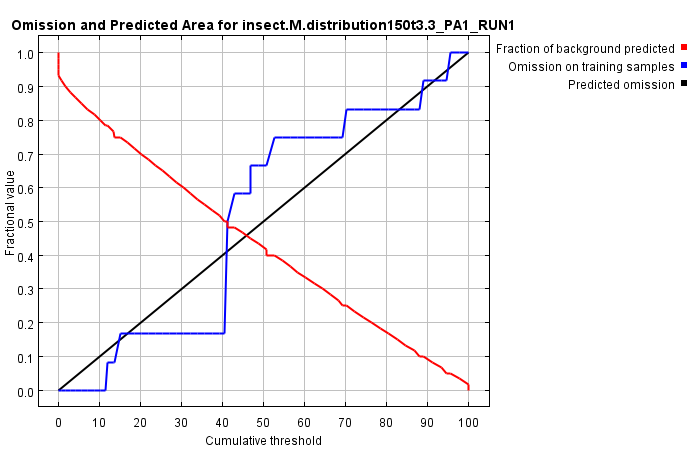 Omission and Predicted Area for insect.M.distribution150t3.3_PA1_RUN1
Fraction of background predicted
Omission on training samples
Predicted omission
Fractional value
1.0
0.9
0.8
0.7
0.6
0.5
0.4
0.3
0.2
0.1
0.0
0 10 20 30 40 50 60 70 80 90 100
Cumulative threshold